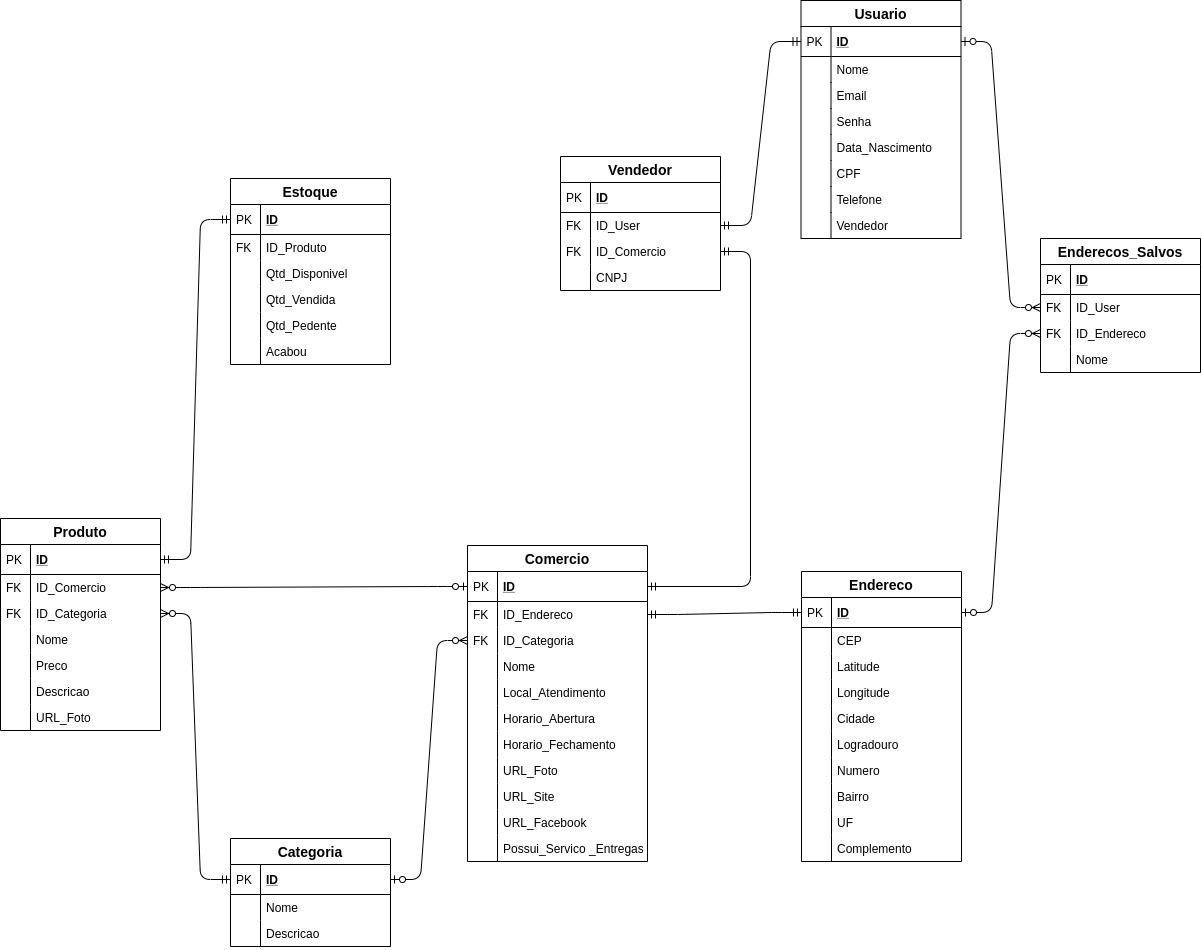 Usuario
PK ID
Nome
Email
Senha
Data_Nascimento
CPF
Telefone
Vendedor
Vendedor
PK ID
FK ID_User
FK ID_Comercio
CNPJ
Estoque
PK ID
FK ID_Produto
Qtd_Disponivel
Qtd_Vendida
Qtd_Pedente
Acabou
Enderecos_Salvos
PK ID
FK ID_User
FK ID_Endereco
Nome
Produto
PK ID
FK ID_Comercio
FK ID_Categoria
Nome
Preco
Descricao
URL_Foto
Comercio
PK ID
FK ID_Endereco
FK ID_Categoria
Nome
Local_Atendimento
Horario_Abertura
Horario_Fechamento
URL_Foto
URL_Site
URL_Facebook
Possui_Servico _Entregas
Endereco
PK ID
CEP
Latitude
Longitude
Cidade
Logradouro
Numero
Bairro
UF
Complemento
Categoria
PK ID
Nome
Descricao